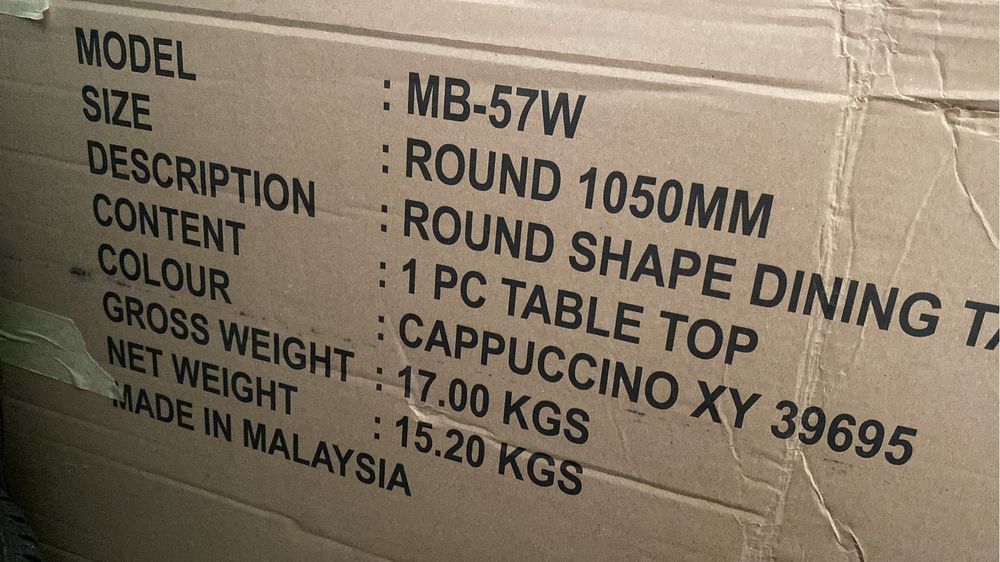 MODEL : MB-57W
SIZE : ROUND 1050MM
DESCRIPTION : ROUND SHAPE DINING
CONTENT : 1 PC TABLE TOP
COLOUR : CAPPUCCINO XY 39695
GROSS WEIGHT : 17.00 KGS
NET WEIGHT : 15.20 KGS
MADE IN MALAYSIA